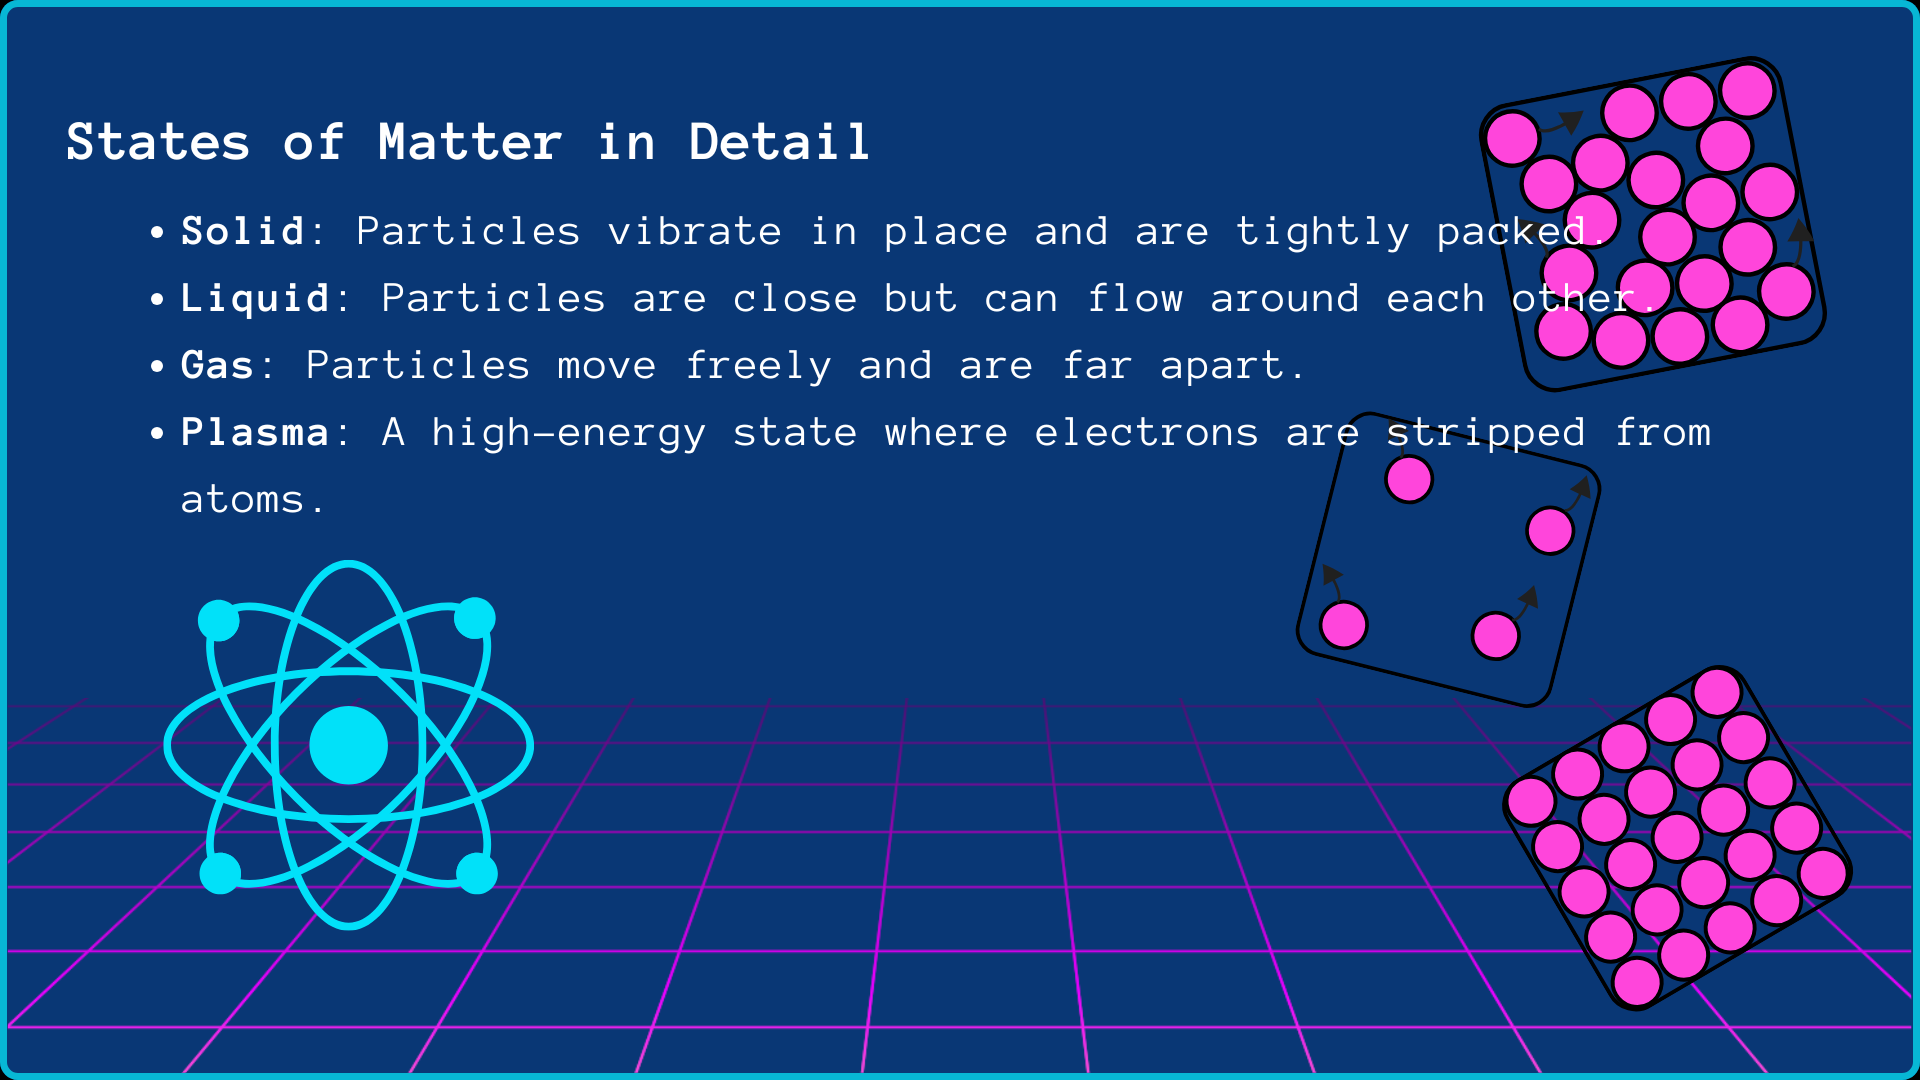 States of Matter in Detail
• Solid: Particles vibrate in place and are tightly packed.
• Liquid: Particles are close but can flow around each other.
• Gas: Particles move freely and are far apart.
• Plasma: A high-energy state where electrons are stripped from
atoms.